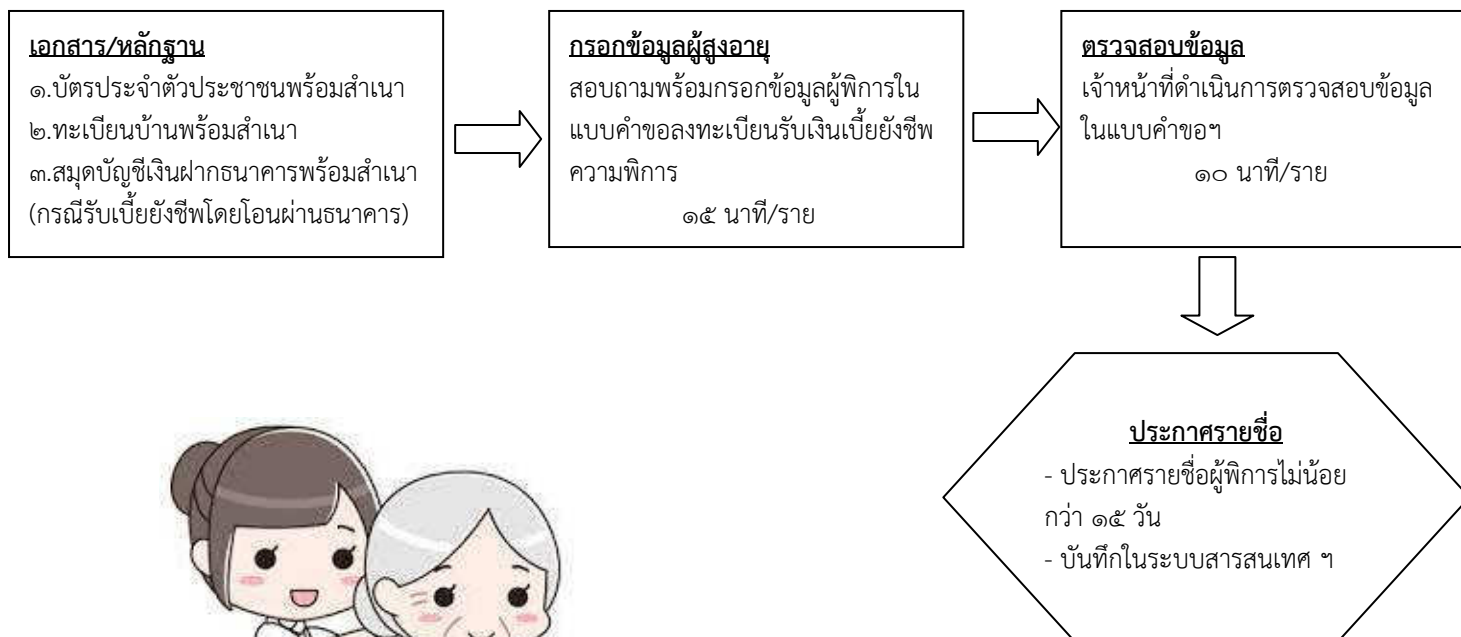 เอกสาร/หลักฐาน
๑.บัตรประจำตัวประชาชนพร้อมสำเนา
๒.ทะเบียนบ้านพร้อมสำเนา
๓.สมุดบัญชีเงินฝากธนาคารพร้อมสำเนา
(กรณีรับเบี้ยยังชีพโดยโอนผ่านธนาคาร)
กรอกข้อมูลผู้สูงอายุ
สอบถามพร้อมกรอกข้อมูลผู้พิการใน
แบบคำขอลงทะเบียนรับเงินเบี้ยยังชีพ
ความพิการ
๑๕ นาที/ราย
ตรวจสอบข้อมูล
เจ้าหน้าที่ดำเนินการตรวจสอบข้อมูล
ในแบบคำขอฯ
๑๐ นาที/ราย
ประกาศรายชื่อ
- ประกาศรายชื่อผู้พิการไม่น้อย
กว่า ๑๕ วัน
- บันทึกในระบบสารสนเทศ ฯ